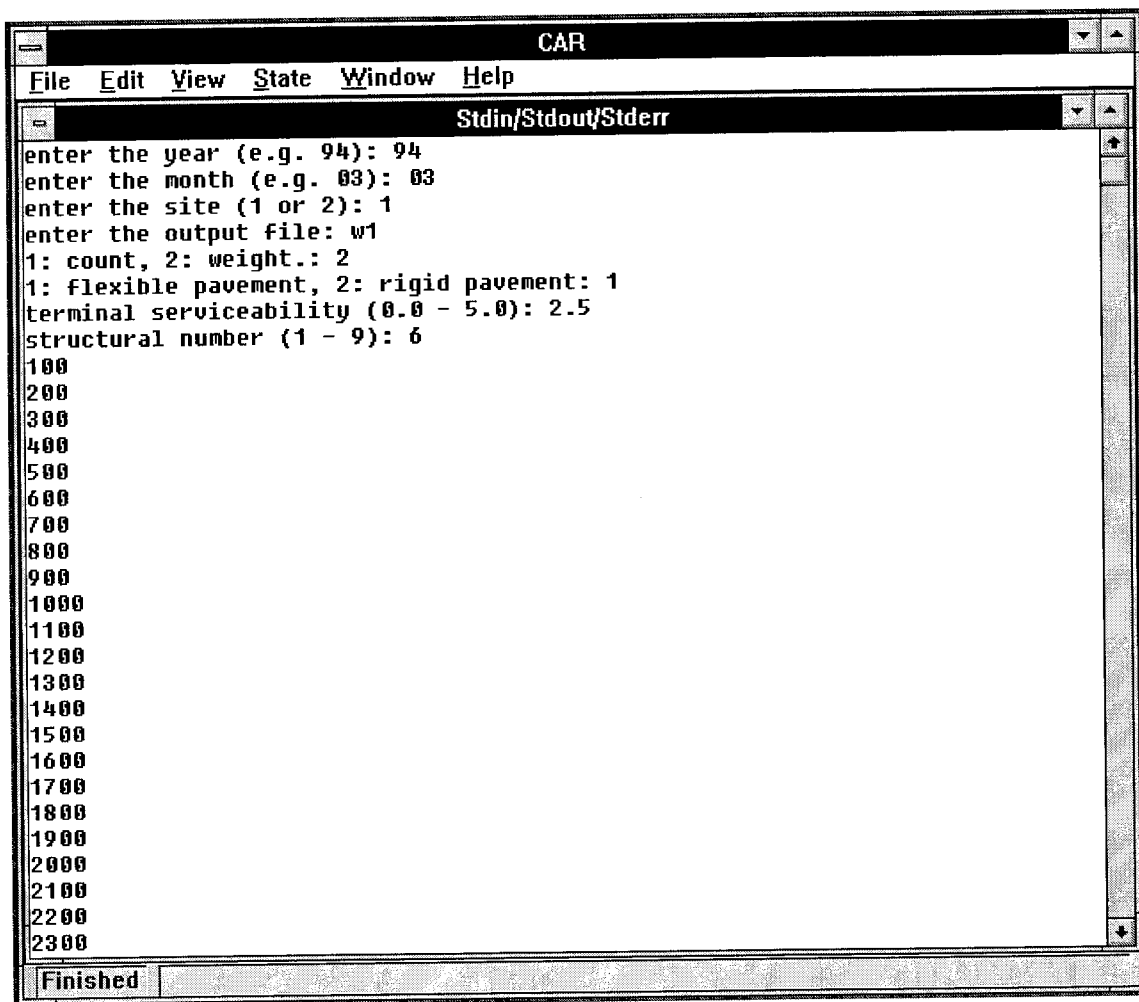 CAR
File Edit View State Window Help
Stdin/Stdout/Stderr
enter the year (e.g. 94): 94
enter the month (e.g. 03): 03
enter the site (1 or 2): 1
enter the output file: w1
1: count, 2: weight.: 2
1: flexible pavement, 2: rigid pavement: 1
terminal serviceability (0.0 - 5.0): 2.5
structural number (1 - 9): 6
100
200
300
400
500
600
700
800
900
1000
1100
1200
1300
1400
1500
1600
1700
1800
1900
2000
2100
2200
2300
Finished